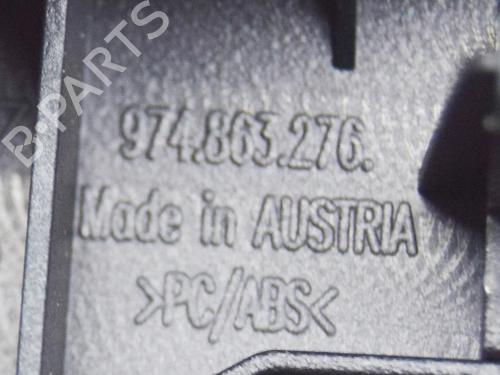 B-PARTS
974.863.276.
Made in AUSTRIA
>PC/ABS<